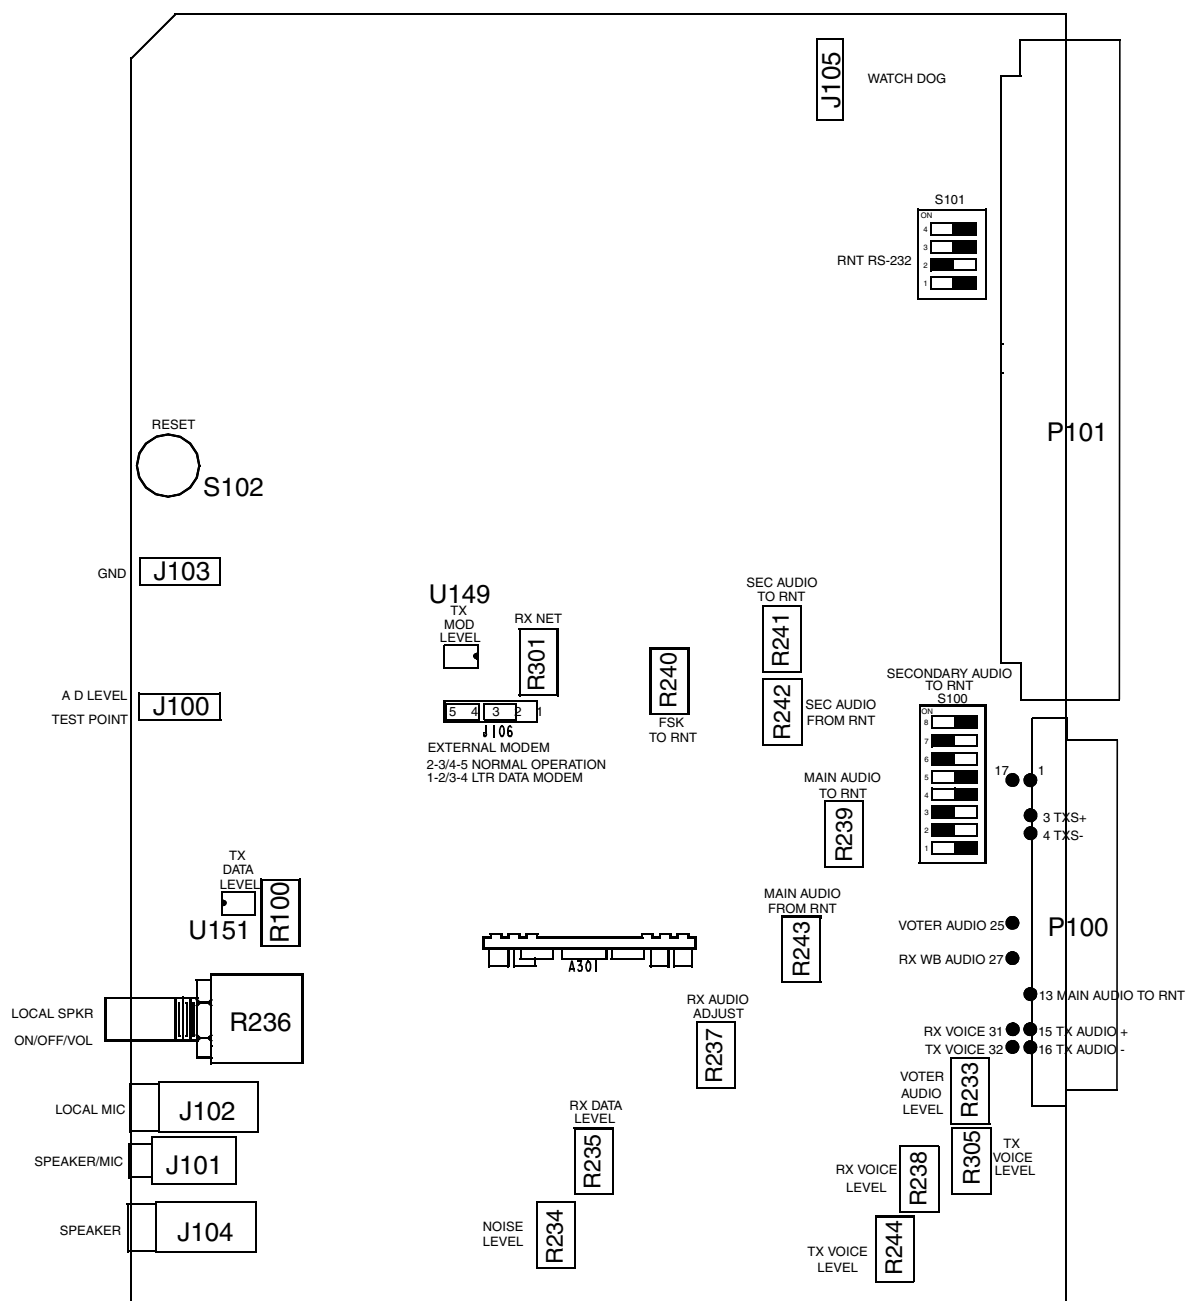 J105
WATCH DOG
S101
ON
4
3
2
1
RNT RS-232
P101
RESET
S102
GND
J103
U149
TX
MOD
LEVEL
RX NET
R301
R240
FSK
TO RNT
SEC AUDIO
TO RNT
R241
R242
SEC AUDIO
FROM RNT
SECONDARY AUDIO
TO RNT
S100
ON
8
7
6
5
4
3
2
1
A D LEVEL
TEST POINT
J100
5 4 3 2 1
J106
EXTERNAL MODEM
2-3/4-5 NORMAL OPERATION
1-2/3-4 LTR DATA MODEM
MAIN AUDIO
TO RNT
R239
17 1
3 TXS+
4 TXS-
TX
DATA
LEVEL
U151
R100
MAIN AUDIO
FROM RNT
R243
VOTER AUDIO 25
P100
RX WB AUDIO 27
A301
13 MAIN AUDIO TO RNT
LOCAL SPKR
ON/OFF/VOL
R236
RX AUDIO
ADJUST
R237
RX VOICE 31 15 TX AUDIO +
TX VOICE 32 16 TX AUDIO -
VOTER
AUDIO
LEVEL
R233
LOCAL MIC
J102
RX DATA
LEVEL
R235
SPEAKER/MIC
J101
R305
TX
VOICE
LEVEL
RX VOICE
LEVEL
R238
SPEAKER
J104
NOISE
LEVEL
R234
TX VOICE
LEVEL
R244